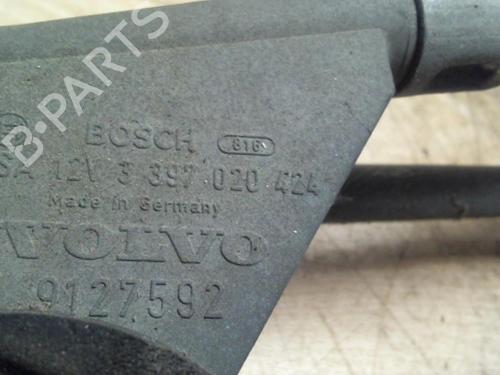 B-PARTS
BOSCH 816
SA 12V 3 397 020 424
Made in Germany
VOLVO
9127592